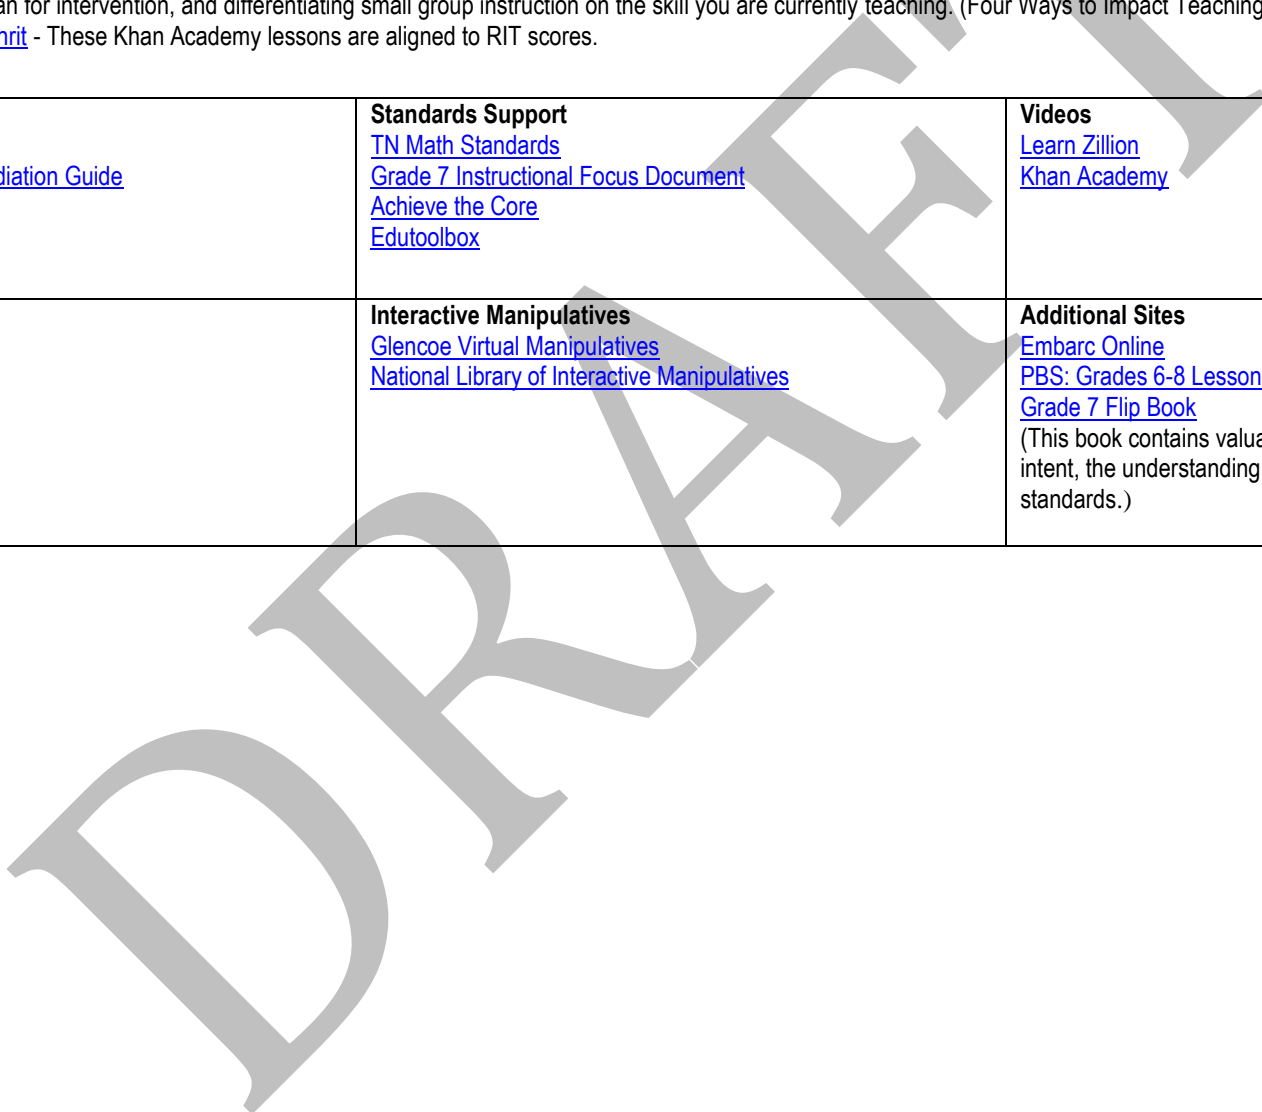 for intervention, and differentiating small group instruction on the skill you are currently teaching. (Four Ways to Impact Teaching
- These Khan Academy lessons are aligned to RIT scores.
Standards Support
TN Math Standards
Guide
Grade 7 Instructional Focus Document
Achieve the Core
Edutoolbox
Videos
Learn Zillion
Khan Academy
Interactive Manipulatives
Glencoe Virtual Manipulatives
National Library of Interactive Manipulatives
Additional Sites
Embarc Online
PBS: Grades 6-8 Lesson
Grade 7 Flip Book
(This book contains
intent, the understanding
standards.)
DRAFT